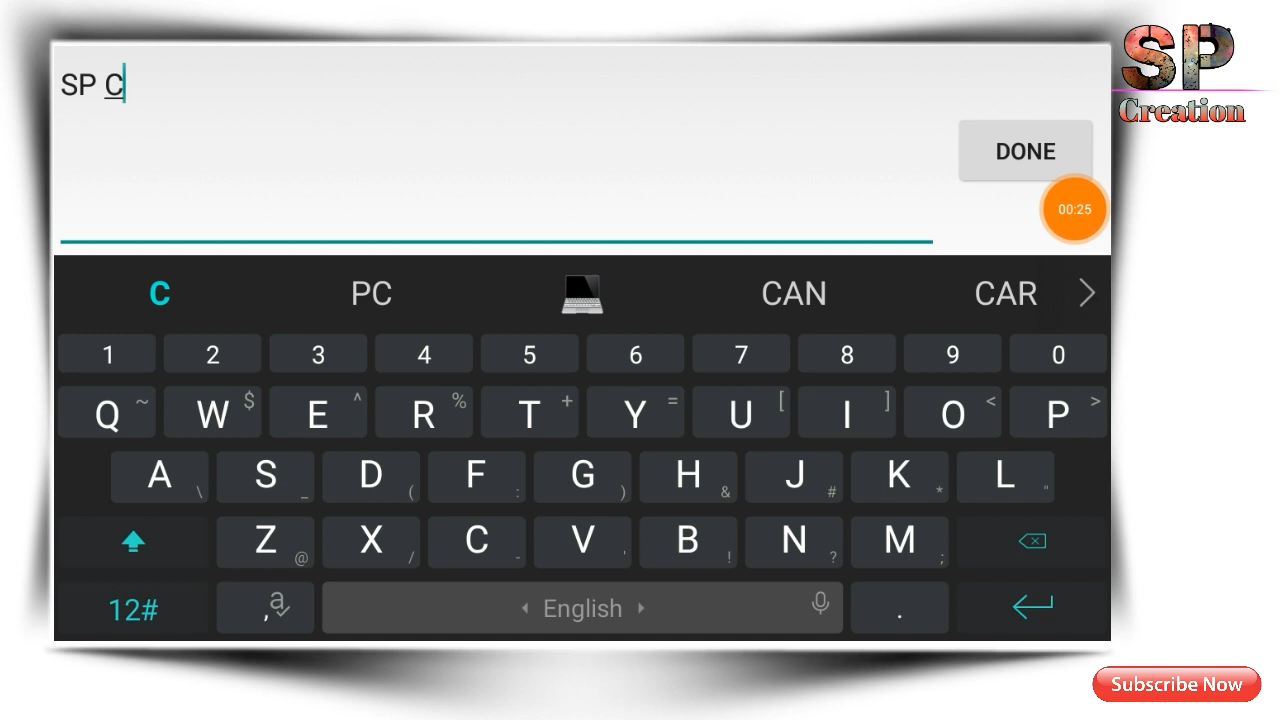 SP C
SP
Creation
DONE
00:25
C PC CAN CAR
1 2 3 4 5 6 7 8 9 0
Q ~ W $ E ^ R % T + Y = U [ I ] O < P >
A \ S _ D ( F : G ) H & J # K * L "
Z @ X / C - V ' B ! N ? M ;
12# , a English .
Subscribe Now